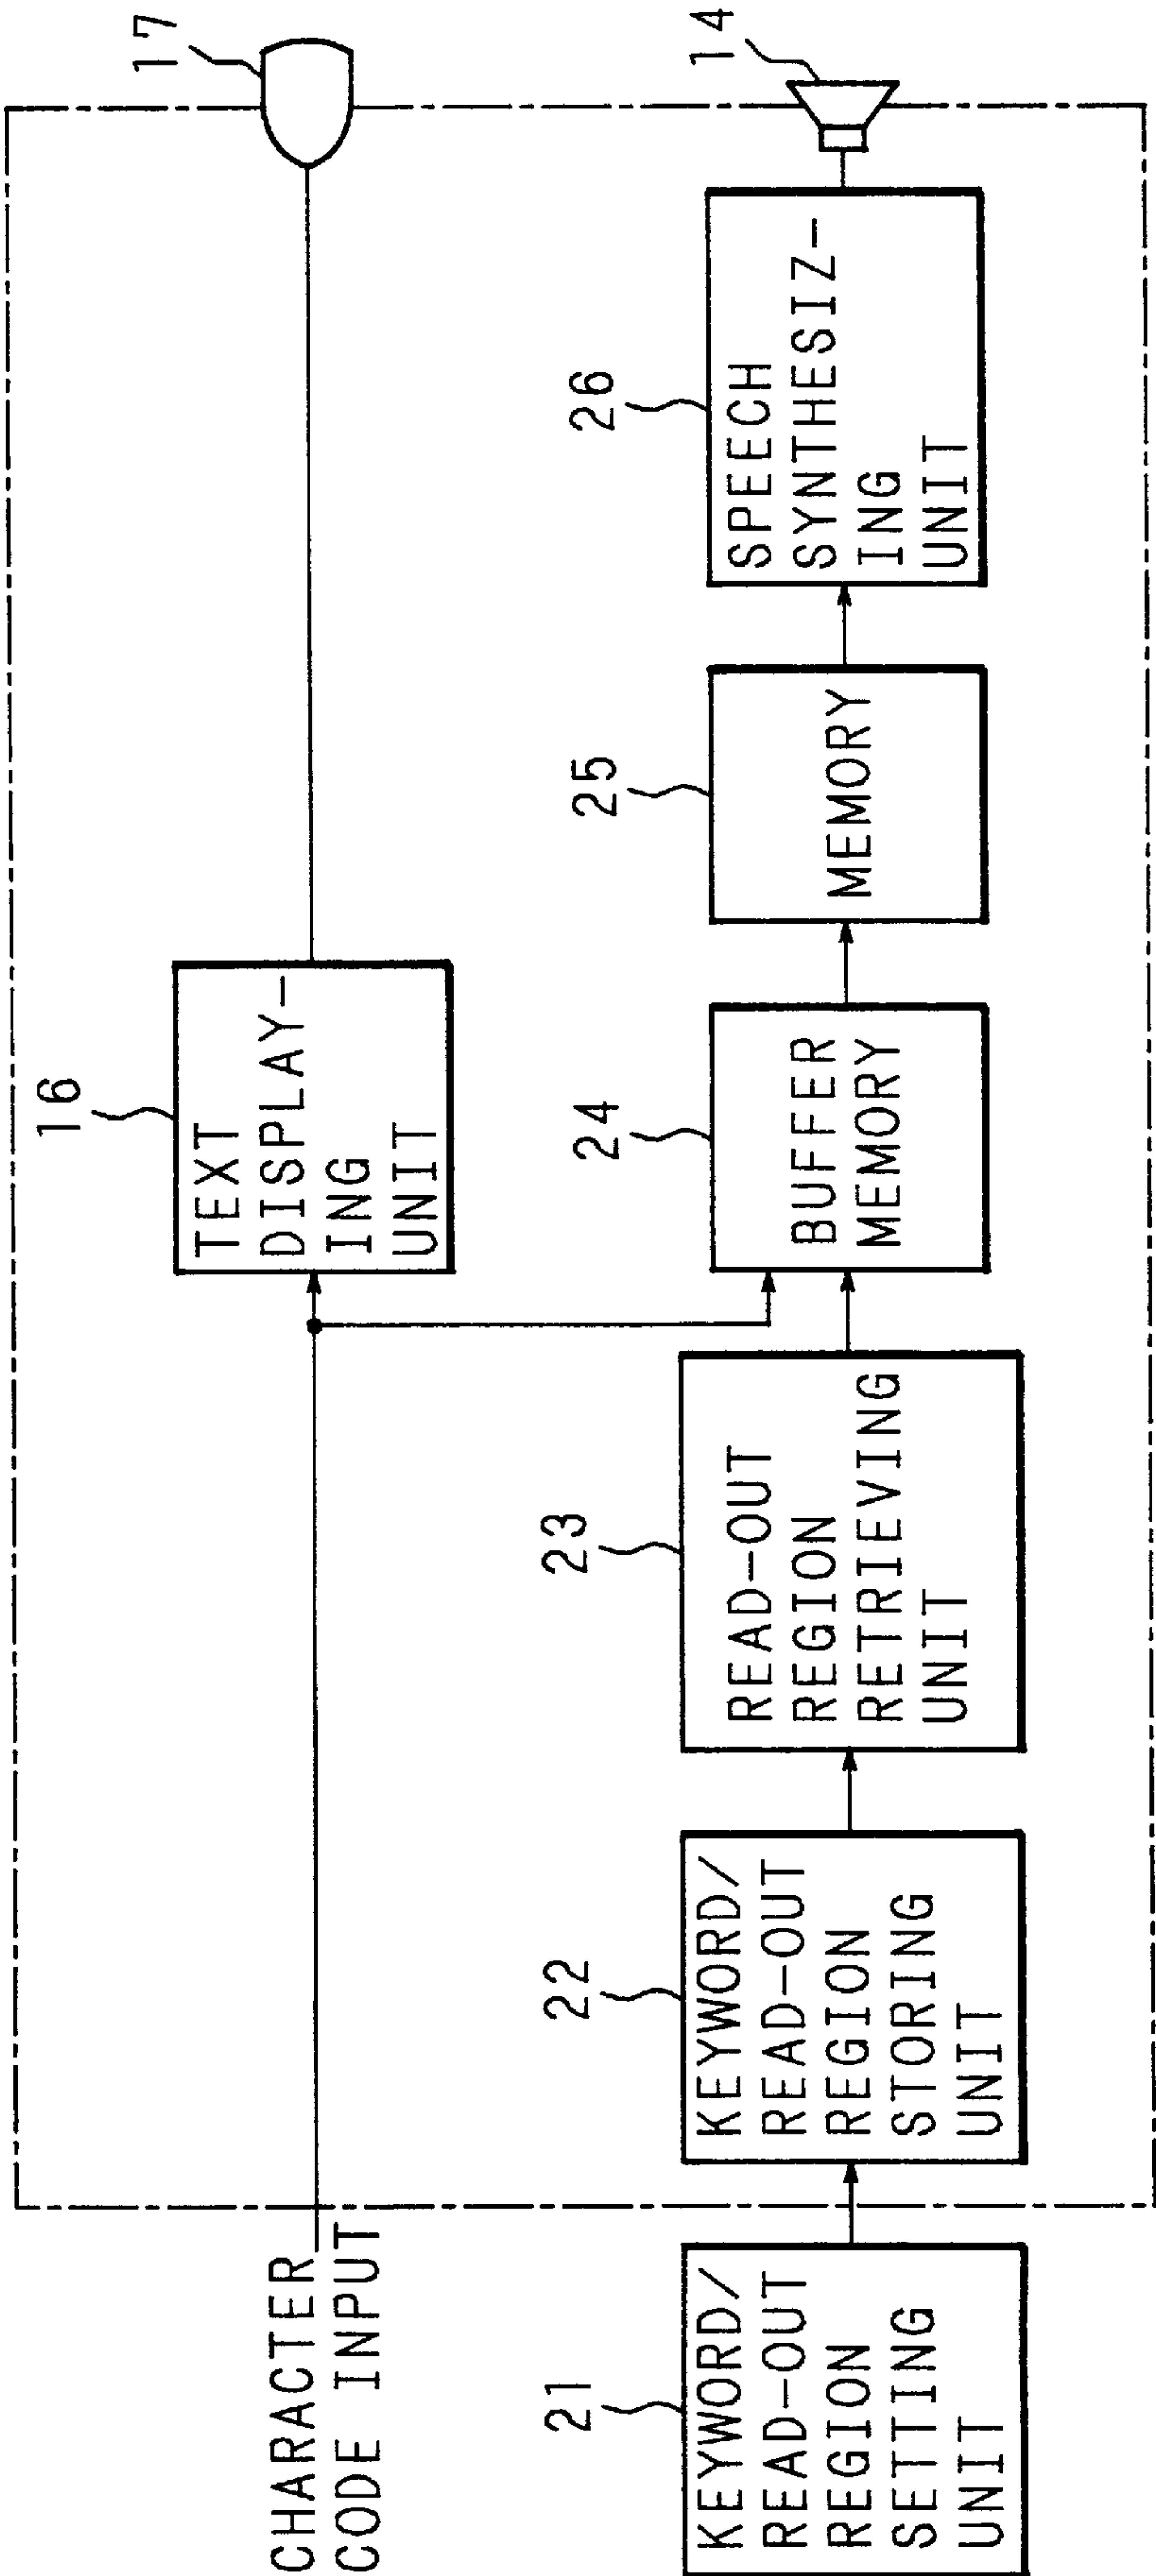 CHARACTER
CODE INPUT
16
TEXT
DISPLAY-
ING
UNIT
17
21
KEYWORD/
READ-OUT
REGION
SETTING
UNIT
22
KEYWORD/
READ-OUT
REGION
STORING
UNIT
23
READ-OUT
REGION
RETRIEVING
UNIT
24
BUFFER
MEMORY
25
MEMORY
26
SPEECH
SYNTHESIZ-
ING
UNIT
14